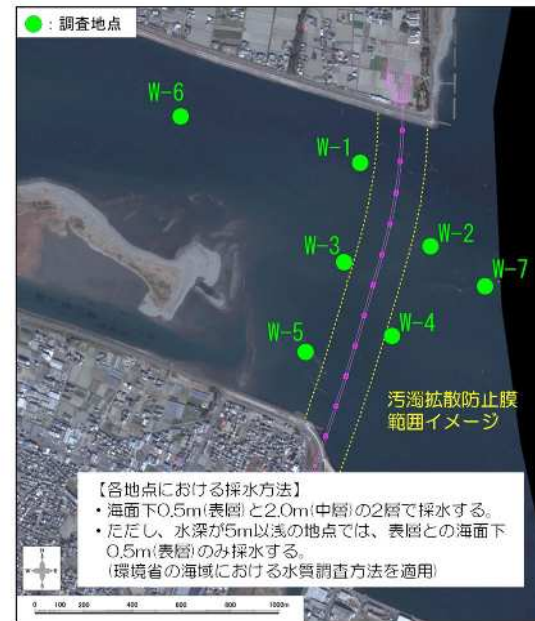 ：調査地点
W-6
W-1
W-2
W-3
W-7
W-4
W-5
汚濁拡散防止膜
範囲イメージ
【各地点における採水方法】
・海面下0.5m(表層)と2.0m(中層)の2層で採水する。
・ただし、水深が5m以浅の地点では、表層との海面下
0.5m(表層)のみ採水する。
(環境省の海域における水質調査方法を適用)
0 100 200 400 600 800 1000m